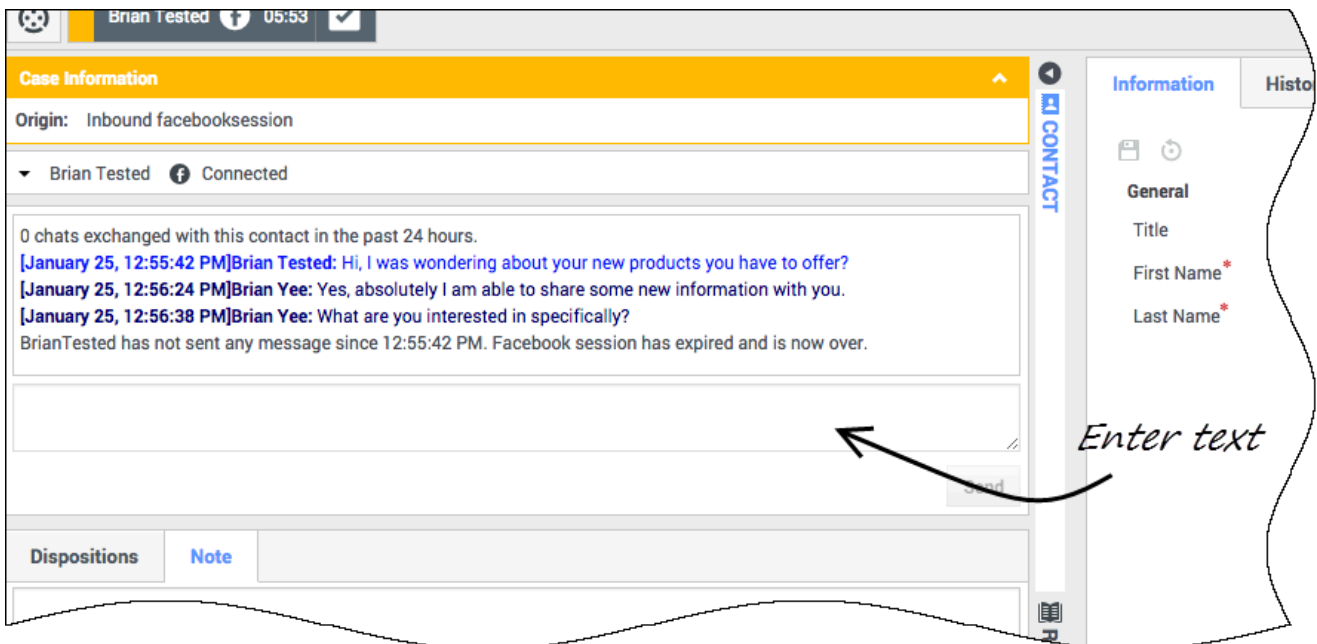 Brian Tested 05:53
Case Information
Origin: Inbound facebooksession
Brian Tested Connected
0 chats exchanged with this contact in the past 24 hours.
[January 25, 12:55:42 PM]Brian Tested: Hi, I was wondering about your new products you have to offer?
[January 25, 12:56:24 PM]Brian Yee: Yes, absolutely I am able to share some new information with you.
[January 25, 12:56:38 PM]Brian Yee: What are you interested in specifically?
BrianTested has not sent any message since 12:55:42 PM. Facebook session has expired and is now over.
Send
Dispositions Note
CONTACT
Information Histo
General
Title
First Name*
Last Name*
Enter text